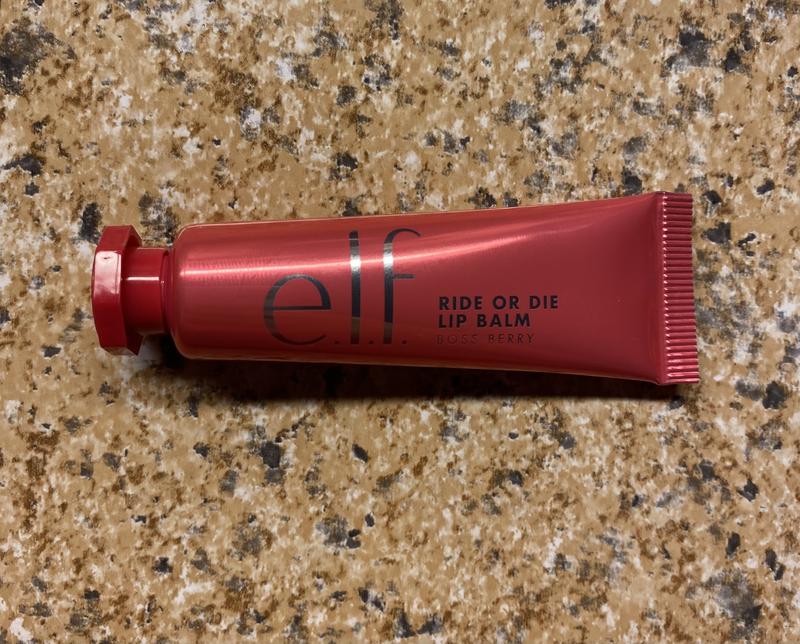 e.l.f.
RIDE OR DIE
LIP BALM
BOSS BERRY